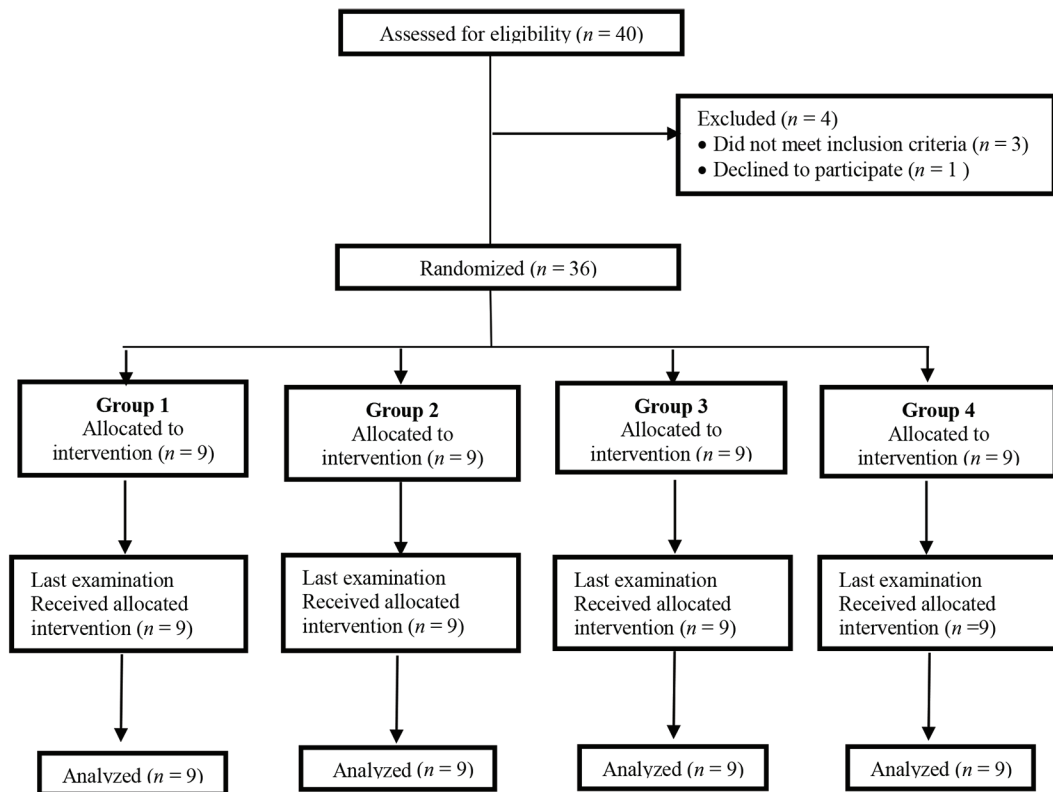 Assessed for eligibility (n = 40)
Excluded (n = 4)
• Did not meet inclusion criteria (n = 3)
• Declined to participate (n = 1 )
Randomized (n = 36)
Group 1
Allocated to
intervention (n = 9)
Group 2
Allocated to
intervention (n = 9)
Group 3
Allocated to
intervention (n = 9)
Group 4
Allocated to
intervention (n = 9)
Last examination
Received allocated
intervention (n = 9)
Last examination
Received allocated
intervention (n = 9)
Last examination
Received allocated
intervention (n = 9)
Last examination
Received allocated
intervention (n =9)
Analyzed (n = 9)
Analyzed (n = 9)
Analyzed (n = 9)
Analyzed (n = 9)